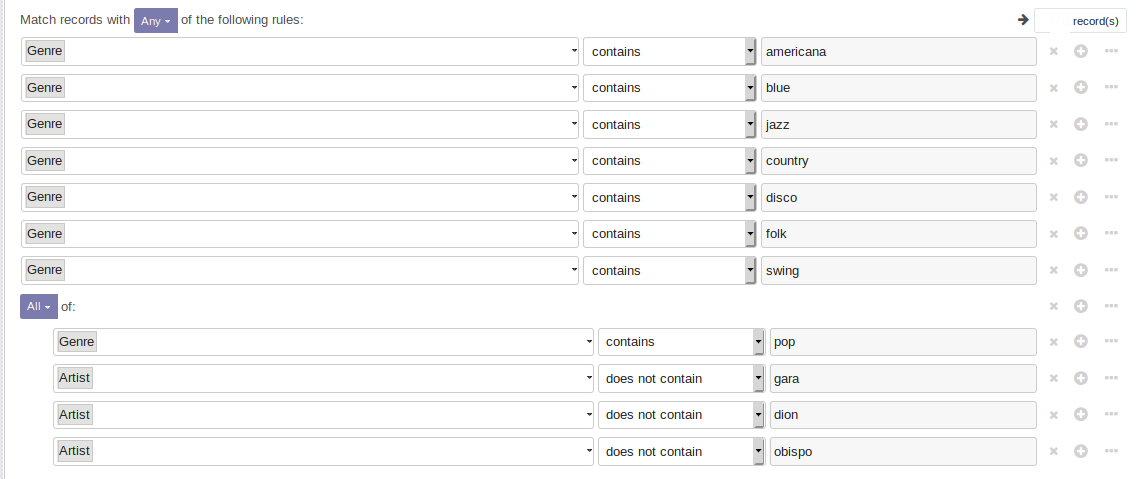 Match records with Any of the following rules: record(s)
Genre contains americana
Genre contains blue
Genre contains jazz
Genre contains country
Genre contains disco
Genre contains folk
Genre contains swing
All of:
Genre contains pop
Artist does not contain gara
Artist does not contain dion
Artist does not contain obispo